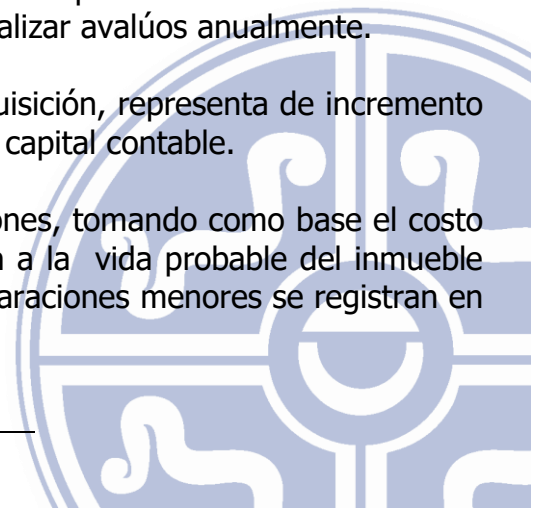 alizar avalúos anualmente.
uisición, representa de incremento
capital contable.
nes, tomando como base el costo
a la vida probable del inmueble
araciones menores se registran en